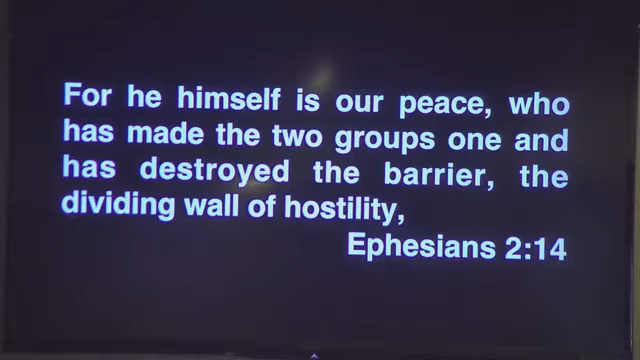 For he himself is our peace, who
has made the two groups one and
has destroyed the barrier, the
dividing wall of hostility,
Ephesians 2:14